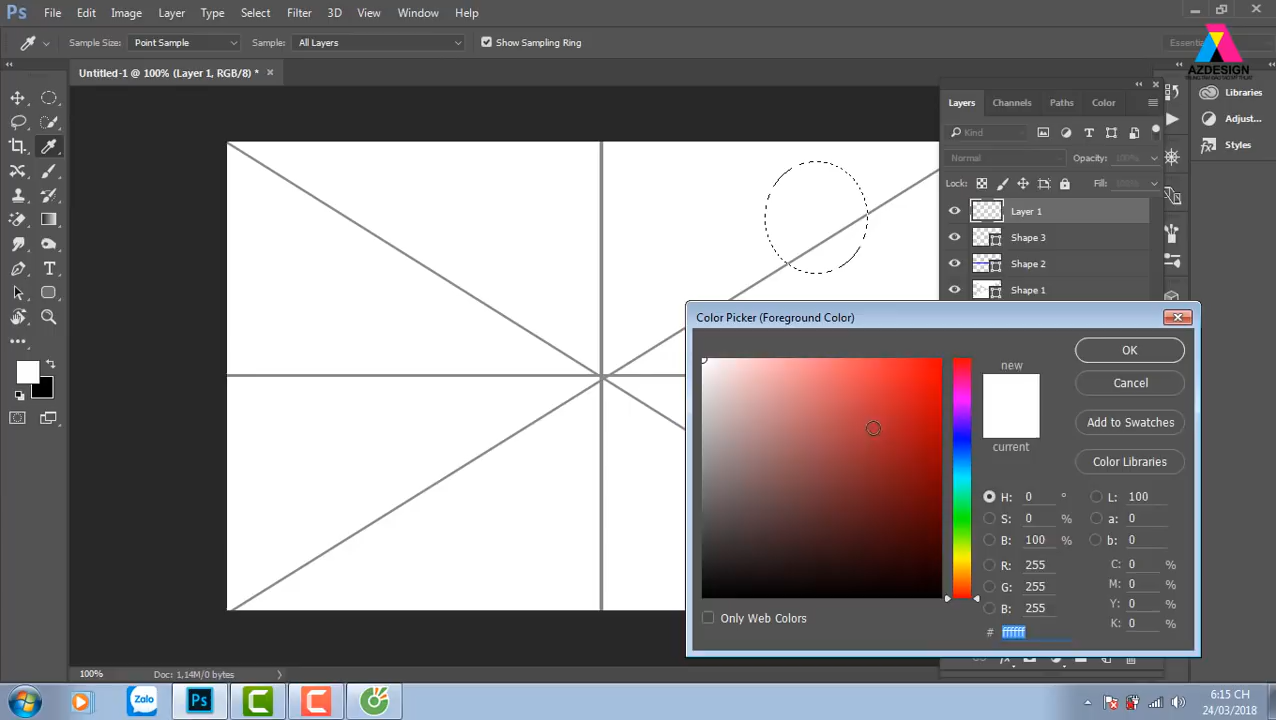 Ps File Edit Image Layer Type Select Filter 3D View Window Help
Sample Size: Point Sample Sample: All Layers Show Sampling Ring
AZDESIGN
Untitled-1 @ 100% (Layer 1, RGB/8) *
Layers Channels Paths Color
Libraries
Adjust...
Styles
Kind
Normal Opacity: 100%
Lock: Fill: 100%
Layer 1
Shape 3
Shape 2
Shape 1
Color Picker (Foreground Color)
new
current
OK
Cancel
Add to Swatches
Color Libraries
H: 0 ° L: 100
S: 0 % a: 0
B: 100 % b: 0
R: 255 C: 0 %
G: 255 M: 0 %
B: 255 Y: 0 %
K: 0 %
# ffffff
Only Web Colors
100% Doc: 1,14M/0 bytes
Zalo
Ps
6:15 CH
24/03/2018